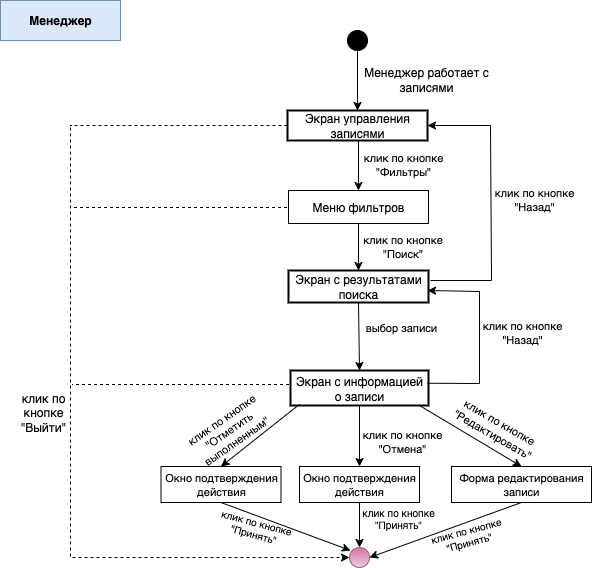 Менеджер
Менеджер работает с
записями
Экран управления
записями
клик по кнопке
"Фильтры"
клик по кнопке
"Назад"
Меню фильтров
клик по кнопке
"Поиск"
Экран с результатами
поиска
выбор записи
клик по кнопке
"Назад"
Экран с информацией
о записи
клик по
кнопке
"Выйти"
клик по кнопке
"Отметить
выполненным"
клик по кнопке
"Отмена"
клик по кнопке
"Редактировать"
Окно подтверждения
действия
Окно подтверждения
действия
Форма редактирования
записи
клик по кнопке
"Принять"
клик по кнопке
"Принять"
клик по кнопке
"Принять"